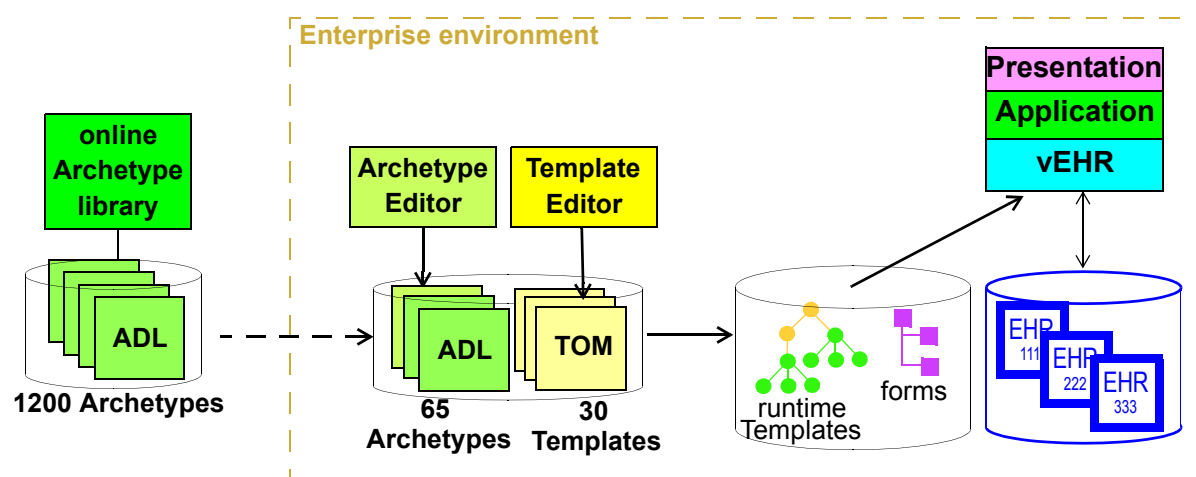 Enterprise environment
online
Archetype
library
ADL
1200 Archetypes
Archetype
Editor
Template
Editor
ADL
TOM
65
Archetypes
30
Templates
runtime
Templates
forms
Presentation
Application
vEHR
EHR
111
EHR
222
EHR
333